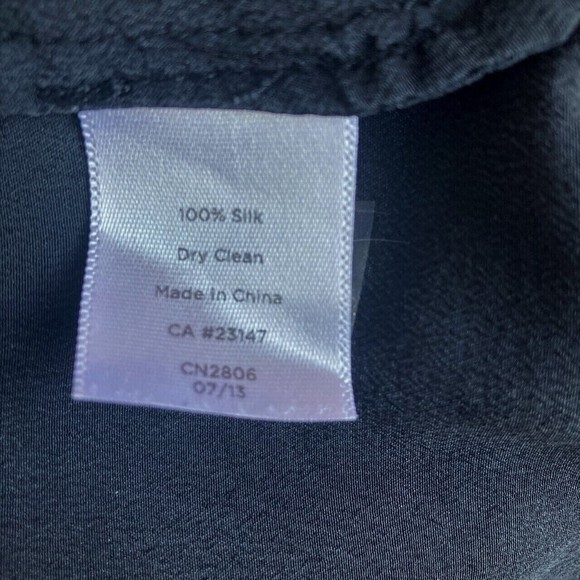 100% Silk
Dry Clean
Made In China
CA #23147
CN2806
07/13